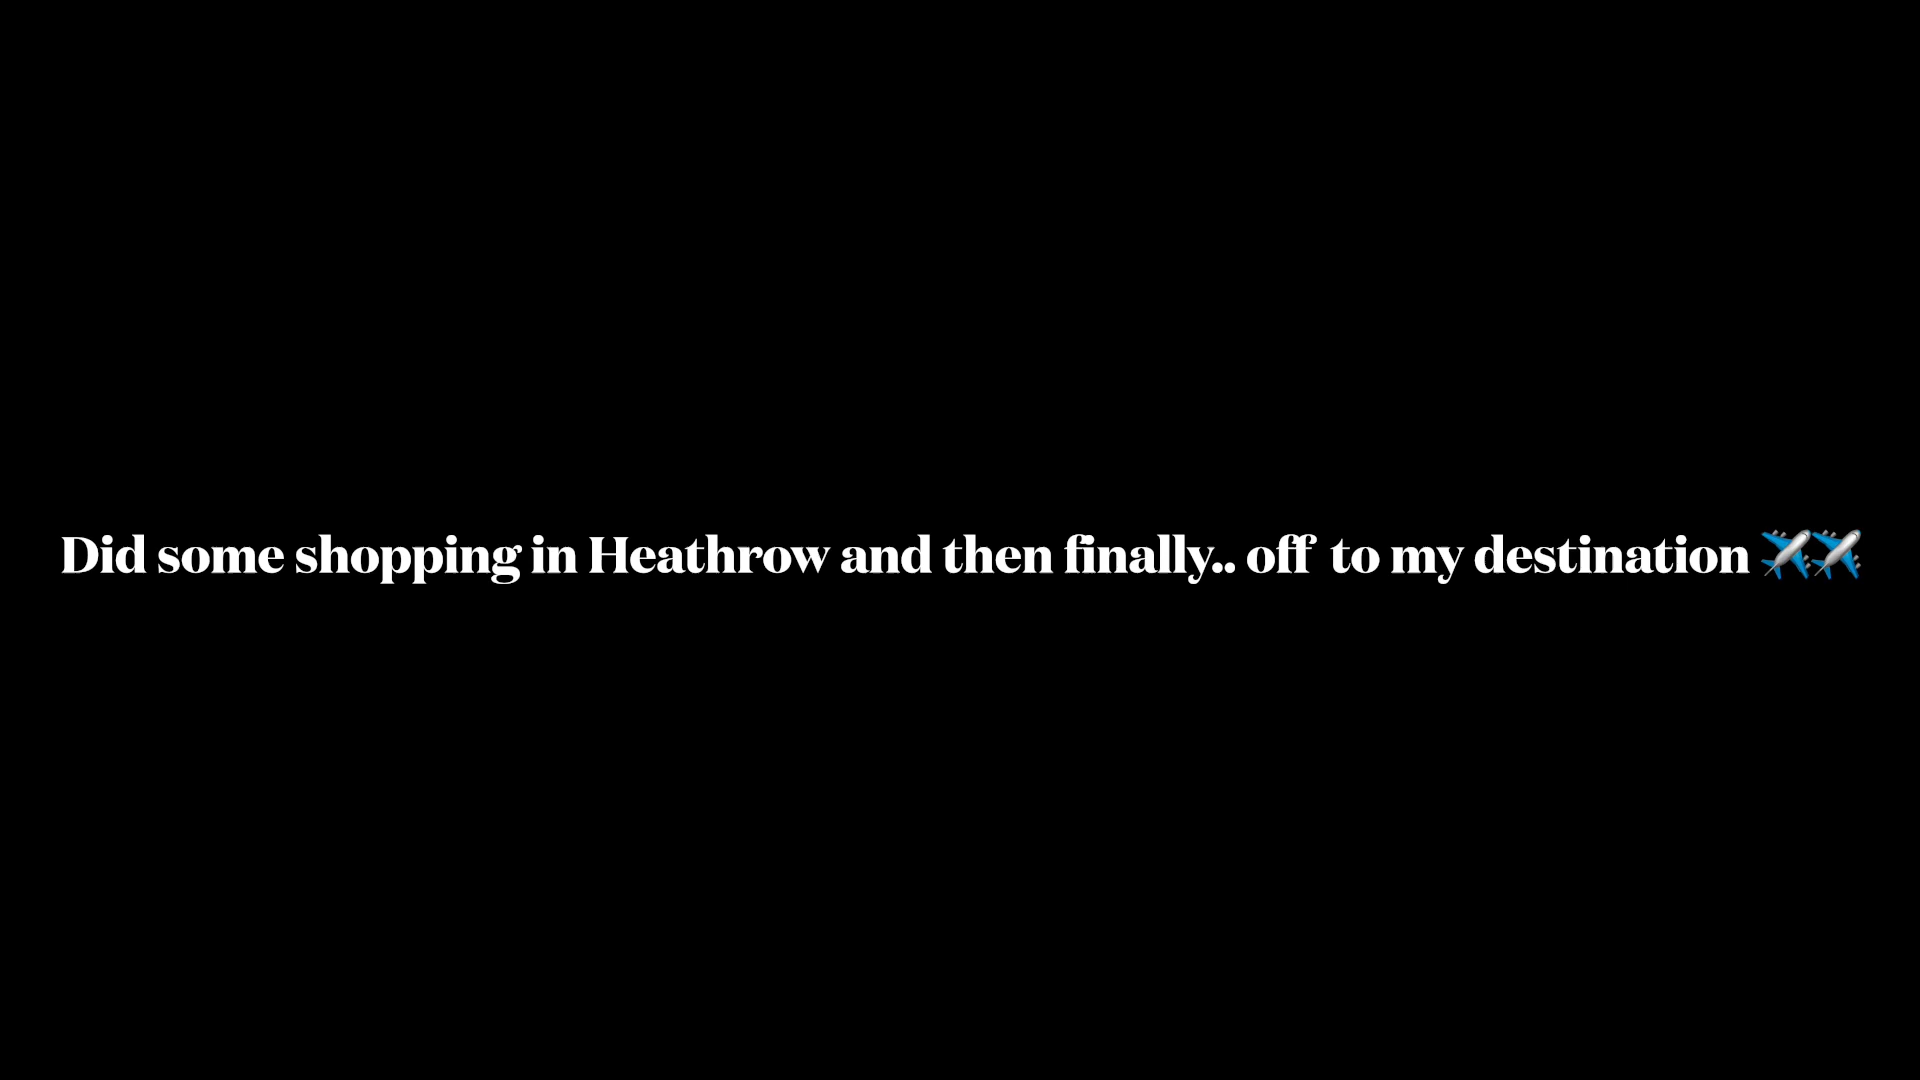 Did some shopping in Heathrow and then finally.. off to my destination ✈️✈️